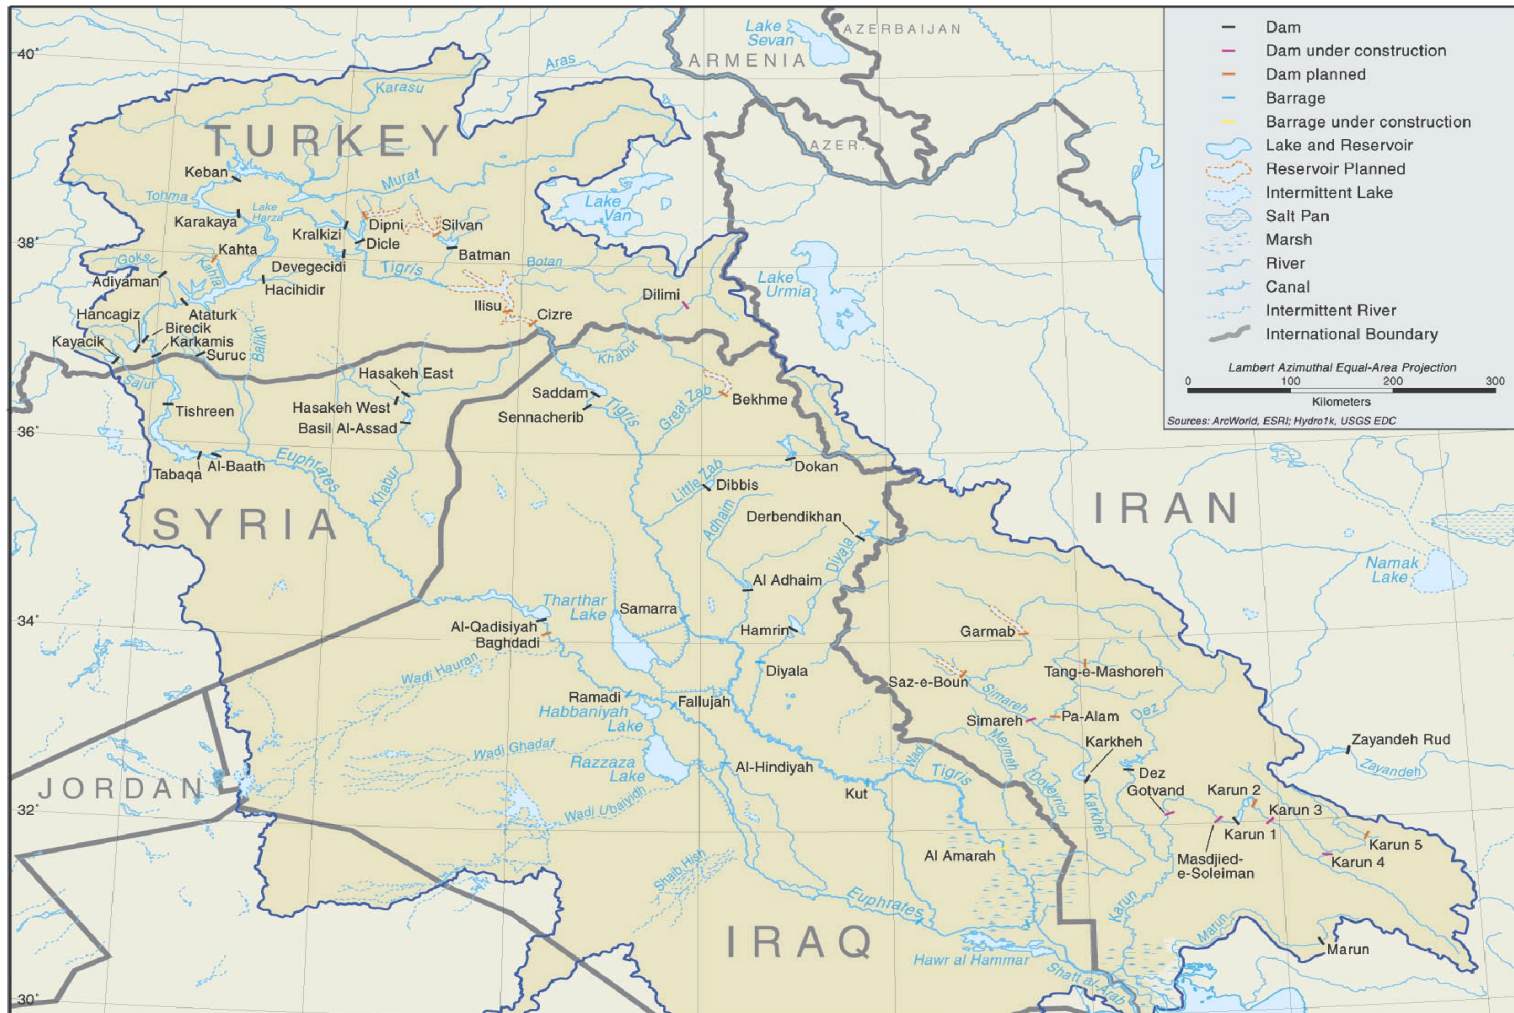 40°
38°
36°
34°
32°
30°
TURKEY
ARMENIA
AZERBAIJAN
AZER.
Lake
Sevan
Aras
Karasu
Keban
Murat
Tohma
Karakaya
Lake
Harza
Kralkizi
Dipni
Dicle
Silvan
Batman
Lake
Van
Kahta
Goksu
Kahta
Adiyaman
Devegecidi
Hacihidir
Tigris
Botan
Lake
Urmia
Ilisu
Cizre
Dilimi
Hancagiz
Ataturk
Birecik
Kayacik
Karkamis
Suruc
Baliku
Sajur
Hasakeh East
Hasakeh West
Basil Al-Assad
Khabur
Saddam
Sennacherib
Tigris
Great Zab
Bekhme
Tishreen
Tabaqa
Al-Baath
Euphrates
Khabur
Little Zab
Dokan
Dibbis
Adhaim
Derbendikhan
Diyala
SYRIA
IRAN
Namak
Lake
Al Adhaim
Tharthar
Lake
Samarra
Al-Qadisiyah
Baghdadi
Hamrin
Diyala
Garmab
Saz-e-Boun
Tang-e-Mashoreh
Wadi Hauran
Ramadi
Habbaniyah
Lake
Fallujah
Simareh
Simareh
Pa-Alam
Dez
Wadi Ghadaf
Razzaza
Lake
Al-Hindiyah
Wadi Ubaiyidh
Kut
Wadi
Tigris
Meymeh
Doveyrich
Karkheh
Karkheh
Dez
Gotvand
Zayandeh Rud
Zayandeh
Karun 2
Karun 3
Karun 1
Masdjied-
e-Soleiman
Karun 4
Karun 5
JORDAN
Al Amarah
Shaib Hish
Euphrates
IRAQ
Hawr al Hammar
Shatt al-Arab
Karun
Marun
Marun
Dam
Dam under construction
Dam planned
Barrage
Barrage under construction
Lake and Reservoir
Reservoir Planned
Intermittent Lake
Salt Pan
Marsh
River
Canal
Intermittent River
International Boundary
Lambert Azimuthal Equal-Area Projection
0 100 200 300
Kilometers
Sources: ArcWorld, ESRI; Hydro1k, USGS EDC